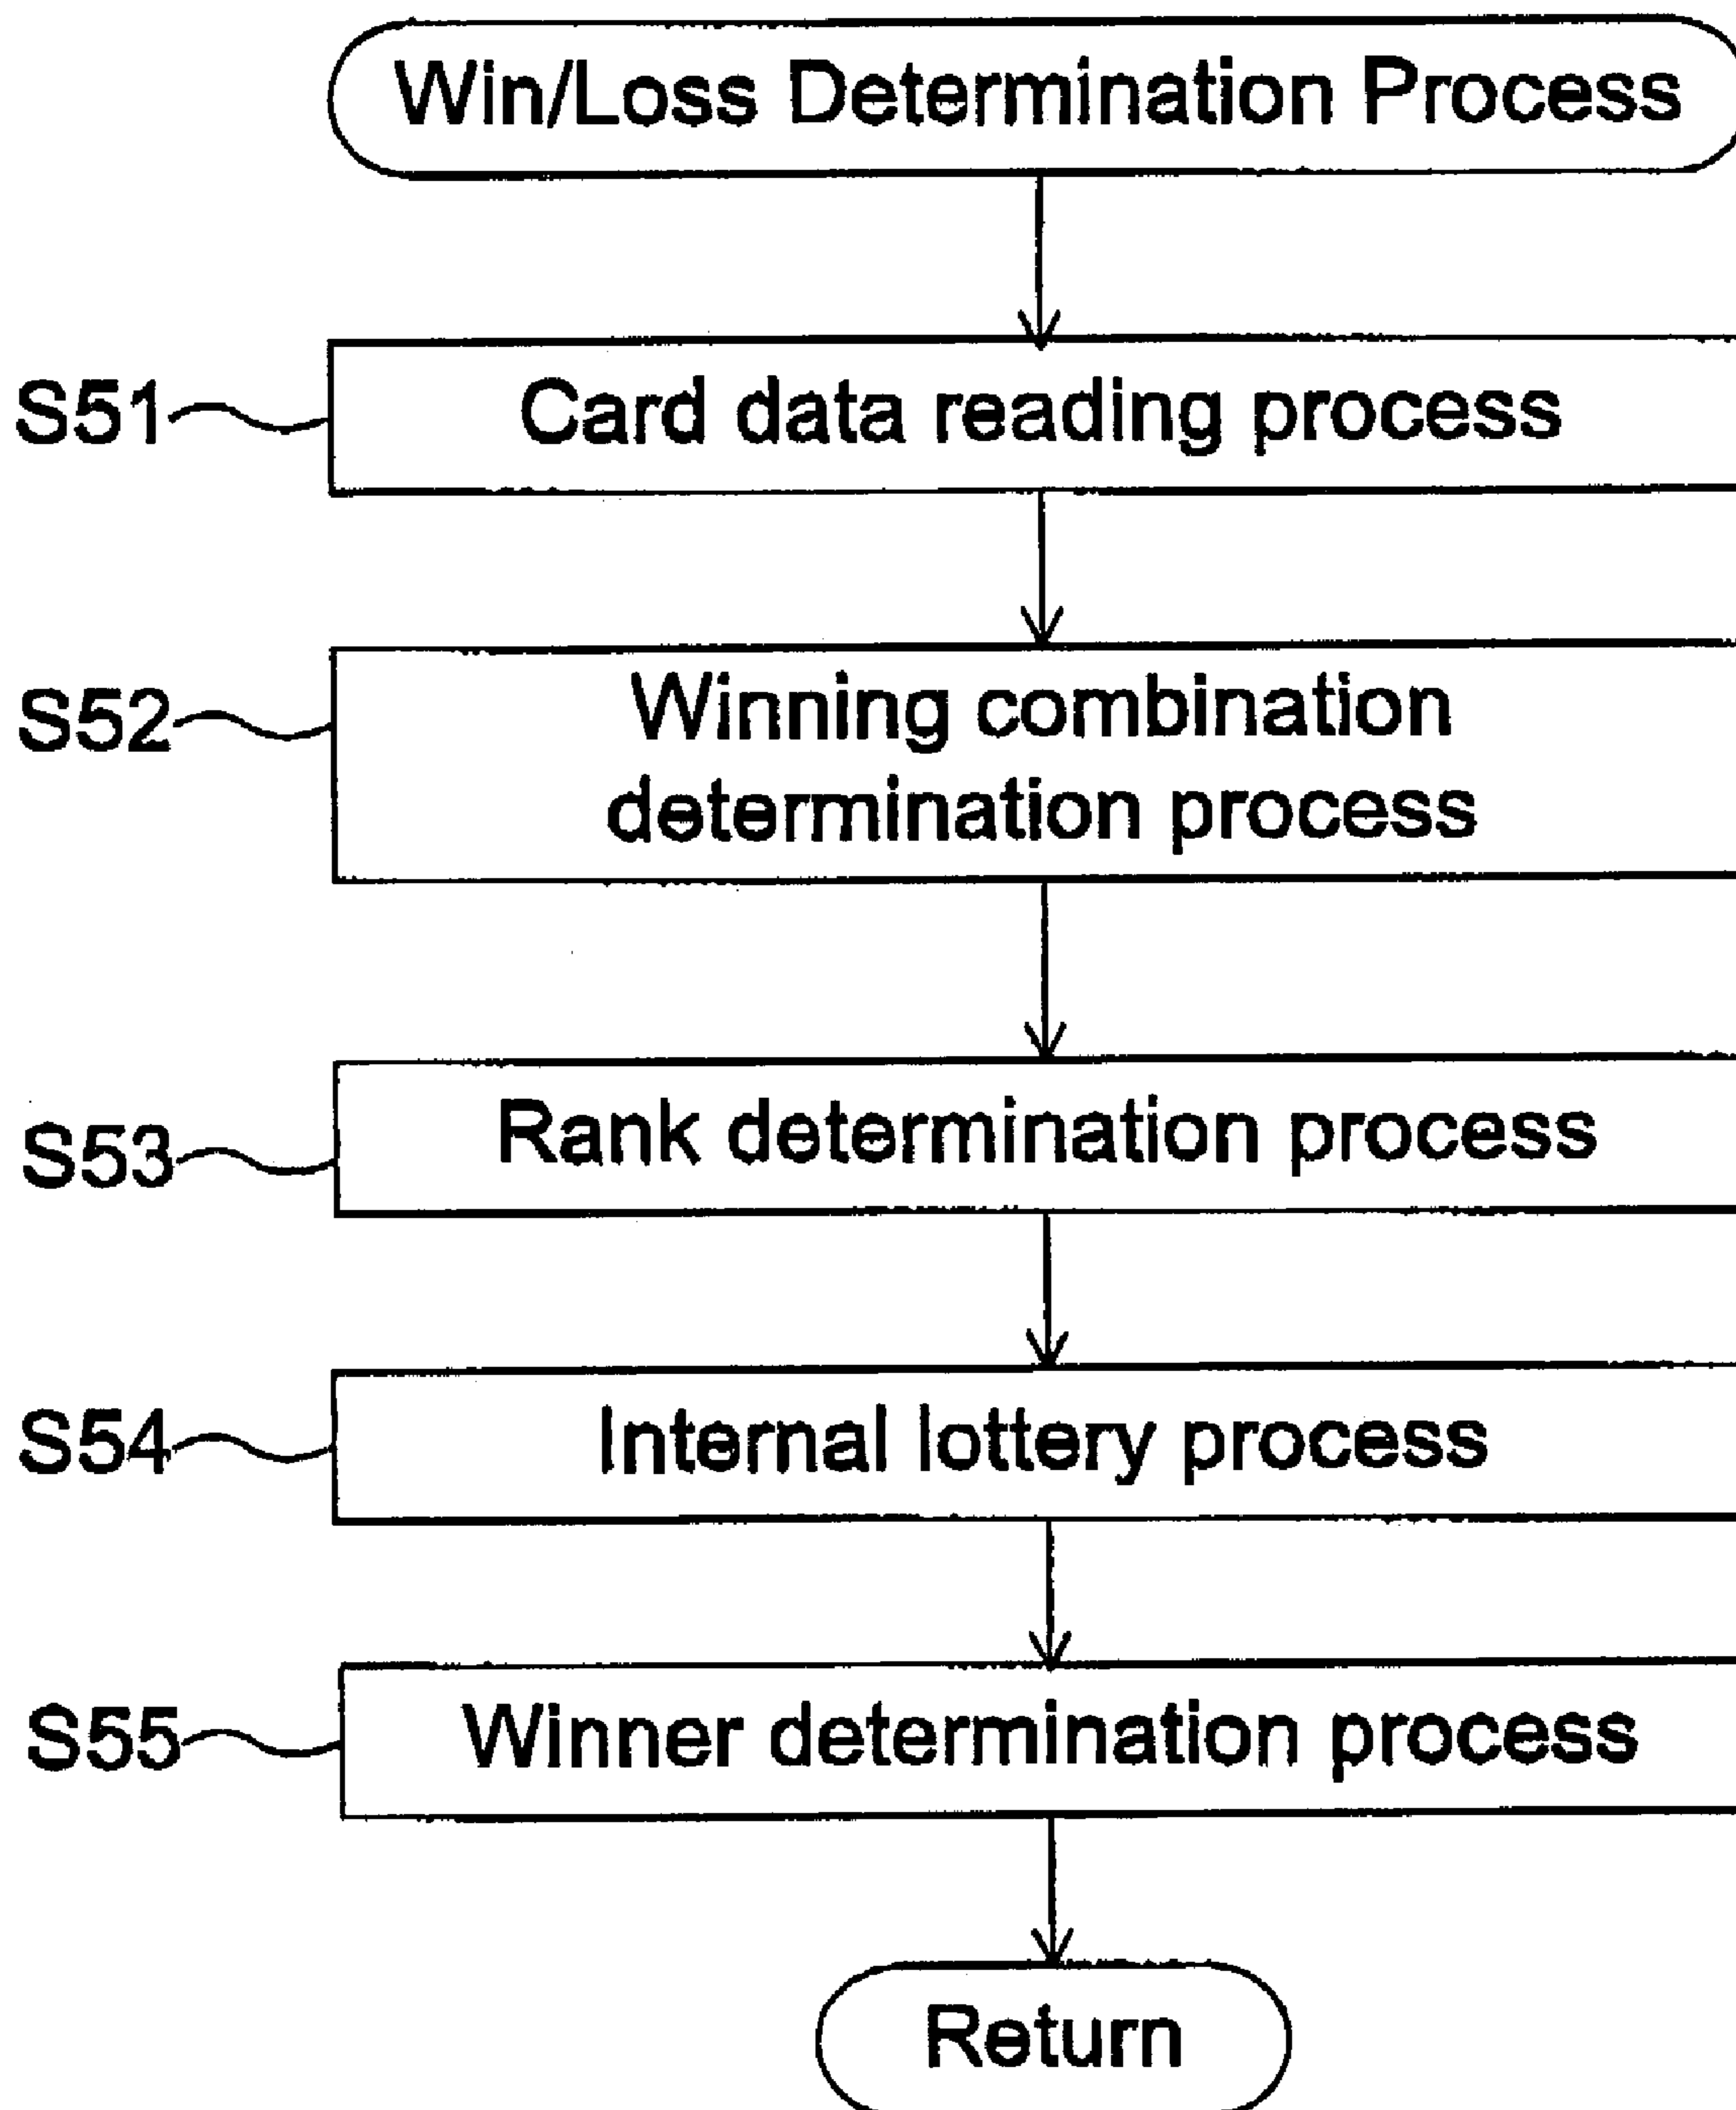 Win/Loss Determination Process
S51
Card data reading process
S52
Winning combination
determination process
S53
Rank determination process
S54
Internal lottery process
S55
Winner determination process
Return